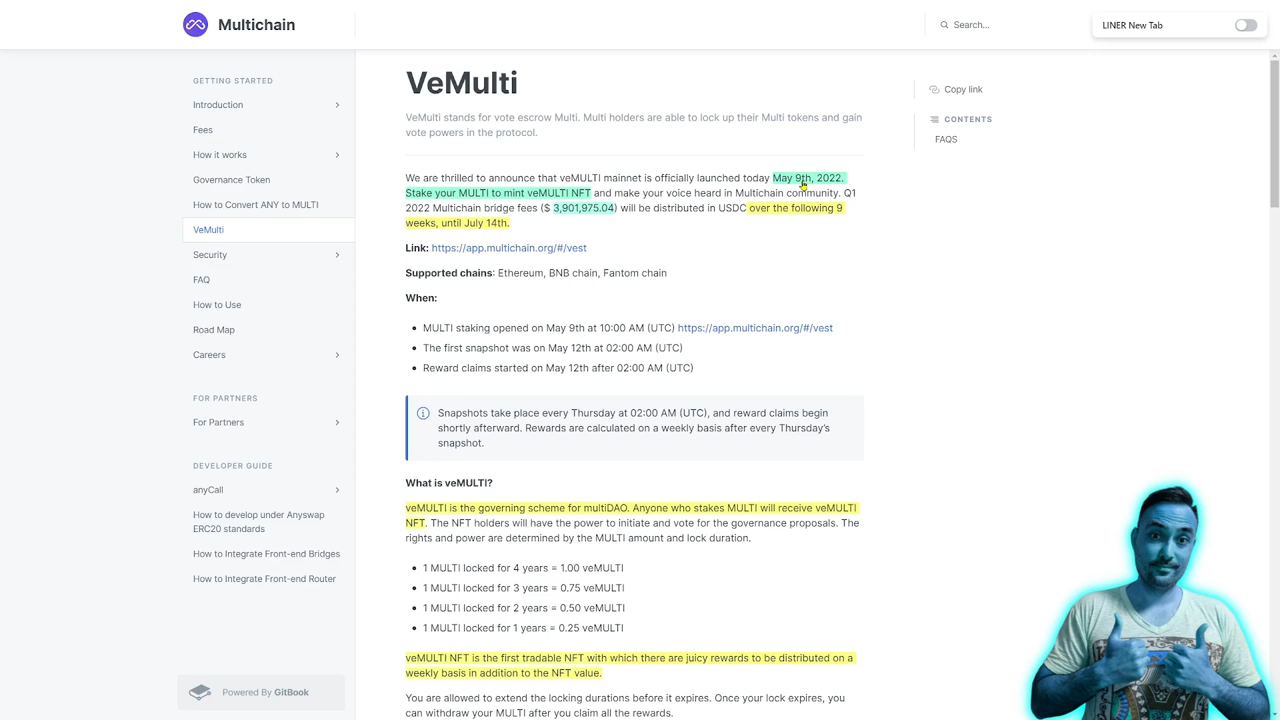 Multichain
Search...
LINER New Tab
GETTING STARTED
Introduction
Fees
How it works
Governance Token
How to Convert ANY to MULTI
VeMulti
Security
FAQ
How to Use
Road Map
Careers
FOR PARTNERS
For Partners
DEVELOPER GUIDE
anyCall
How to develop under Anyswap
ERC20 standards
How to Integrate Front-end Bridges
How to Integrate Front-end Router
Powered By GitBook
VeMulti
VeMulti stands for vote escrow Multi. Multi holders are able to lock up their Multi tokens and gain
vote powers in the protocol.
We are thrilled to announce that veMULTI mainnet is officially launched today May 9th, 2022.
Stake your MULTI to mint veMULTI NFT and make your voice heard in Multichain community. Q1
2022 Multichain bridge fees ($ 3,901,975.04) will be distributed in USDC over the following 9
weeks, until July 14th.
Link: https://app.multichain.org/#/vest
Supported chains: Ethereum, BNB chain, Fantom chain
When:
• MULTI staking opened on May 9th at 10:00 AM (UTC) https://app.multichain.org/#/vest
• The first snapshot was on May 12th at 02:00 AM (UTC)
• Reward claims started on May 12th after 02:00 AM (UTC)
Snapshots take place every Thursday at 02:00 AM (UTC), and reward claims begin
shortly afterward. Rewards are calculated on a weekly basis after every Thursday's
snapshot.
What is veMULTI?
veMULTI is the governing scheme for multiDAO. Anyone who stakes MULTI will receive veMULTI
NFT. The NFT holders will have the power to initiate and vote for the governance proposals. The
rights and power are determined by the MULTI amount and lock duration.
• 1 MULTI locked for 4 years = 1.00 veMULTI
• 1 MULTI locked for 3 years = 0.75 veMULTI
• 1 MULTI locked for 2 years = 0.50 veMULTI
• 1 MULTI locked for 1 years = 0.25 veMULTI
veMULTI NFT is the first tradable NFT with which there are juicy rewards to be distributed on a
weekly basis in addition to the NFT value.
You are allowed to extend the locking durations before it expires. Once your lock expires, you
can withdraw your MULTI after you claim all the rewards.
Copy link
CONTENTS
FAQS